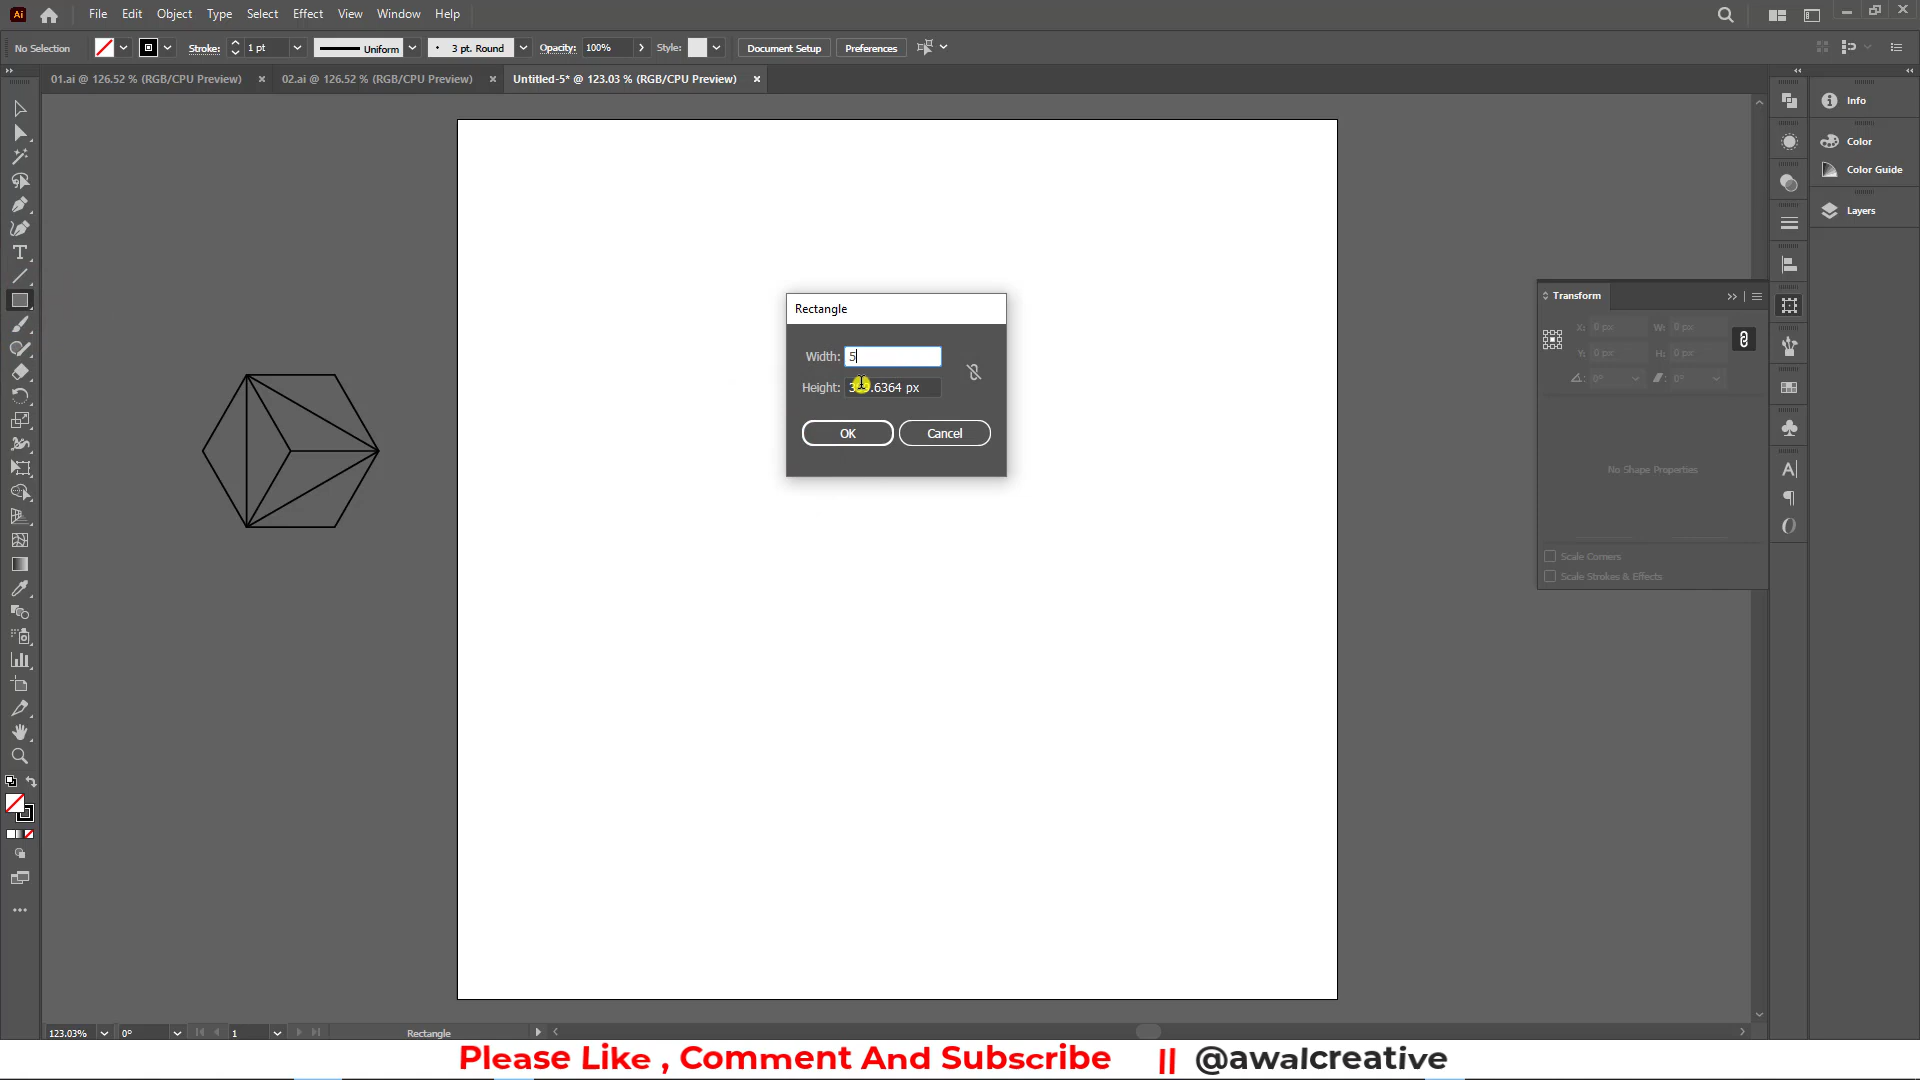 Ai File Edit Object Type Select Effect View Window Help
No Selection Stroke: 1 pt Uniform 3 pt. Round Opacity: 100% Style: Document Setup Preferences
01.ai @ 126.52 % (RGB/CPU Preview) 02.ai @ 126.52 % (RGB/CPU Preview) Untitled-5* @ 123.03 % (RGB/CPU Preview)
Info
Color
Color Guide
Layers
Rectangle
Width: 5
Height: .6364 px
OK Cancel
Transform
X: 0 px W: 0 px
Y: 0 px H: 0 px
0° 0°
No Shape Properties
Scale Corners
Scale Strokes & Effects
123.03% 0° 1 Rectangle
Please Like , Comment And Subscribe || @awalcreative